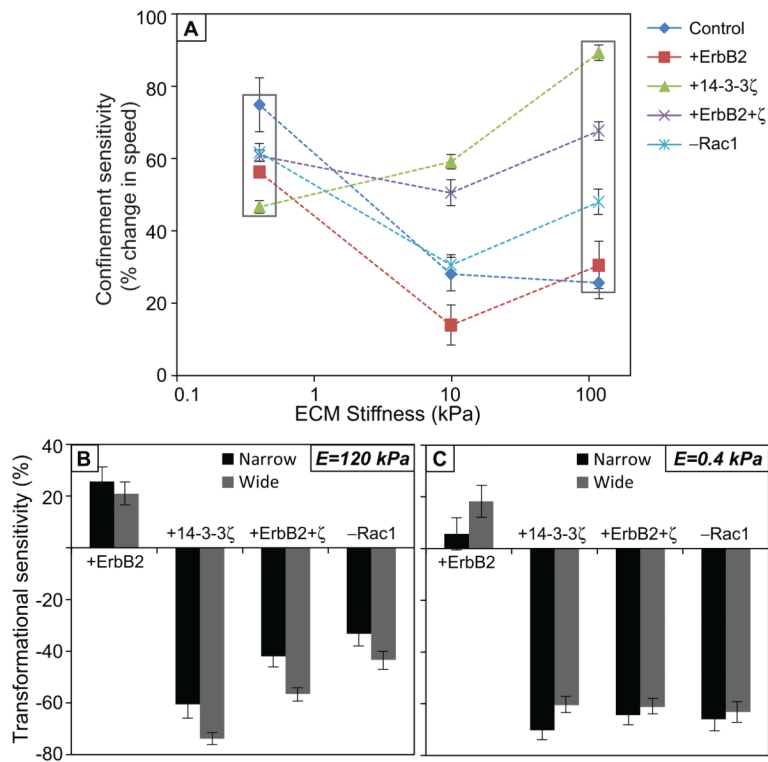 A
Confinement sensitivity
(% change in speed)
100
80
60
40
20
0
0.1 1 10 100
ECM Stiffness (kPa)
Control
+ErbB2
+14-3-3ζ
+ErbB2+ζ
−Rac1
Transformational sensitivity (%)
B
E=120 kPa
Narrow
Wide
40
20
-20
-40
-60
-80
+14-3-3ζ +ErbB2+ζ −Rac1
+ErbB2
C
E=0.4 kPa
Narrow
Wide
+14-3-3ζ +ErbB2+ζ −Rac1
+ErbB2